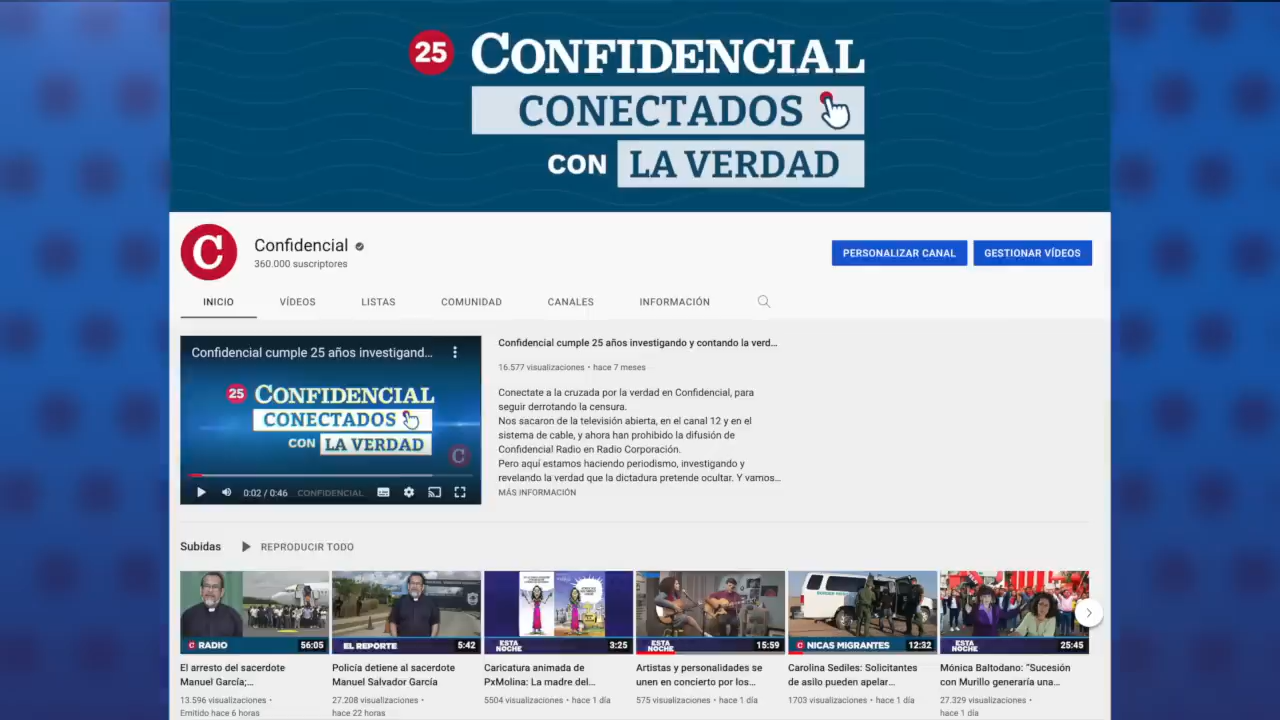 25 CONFIDENCIAL
CONECTADOS
CON LA VERDAD
C
Confidencial
360.000 suscriptores
PERSONALIZAR CANAL
GESTIONAR VÍDEOS
INICIO VÍDEOS LISTAS COMUNIDAD CANALES INFORMACIÓN
Confidencial cumple 25 años investigand...
25 CONFIDENCIAL
CONECTADOS
CON LA VERDAD
C
0:02 / 0:46 CONFIDENCIAL
Confidencial cumple 25 años investigando y contando la verd...
16.577 visualizaciones • hace 7 meses
Conectate a la cruzada por la verdad en Confidencial, para
seguir derrotando la censura.
Nos sacaron de la televisión abierta, en el canal 12 y en el
sistema de cable, y ahora han prohibido la difusión de
Confidencial Radio en Radio Corporación.
Pero aquí estamos haciendo periodismo, investigando y
revelando la verdad que la dictadura pretende ocultar. Y vamos...
MÁS INFORMACIÓN
Subidas REPRODUCIR TODO
C RADIO 56:05
El arresto del sacerdote
Manuel García;...
13.596 visualizaciones •
Emitido hace 6 horas
EL REPORTE 5:42
Policía detiene al sacerdote
Manuel Salvador García
27.208 visualizaciones •
hace 22 horas
ESTA
NOCHE 3:25
Caricatura animada de
PxMolina: La madre del...
5504 visualizaciones • hace 1 día
ESTA
NOCHE 15:59
Artistas y personalidades se
unen en concierto por los...
575 visualizaciones • hace 1 día
C NICAS MIGRANTES 12:32
Carolina Sediles: Solicitantes
de asilo pueden apelar...
1703 visualizaciones • hace 1 día
ESTA
NOCHE 25:45
Mónica Baltodano: “Sucesión
con Murillo generaría una...
27.329 visualizaciones •
hace 1 día